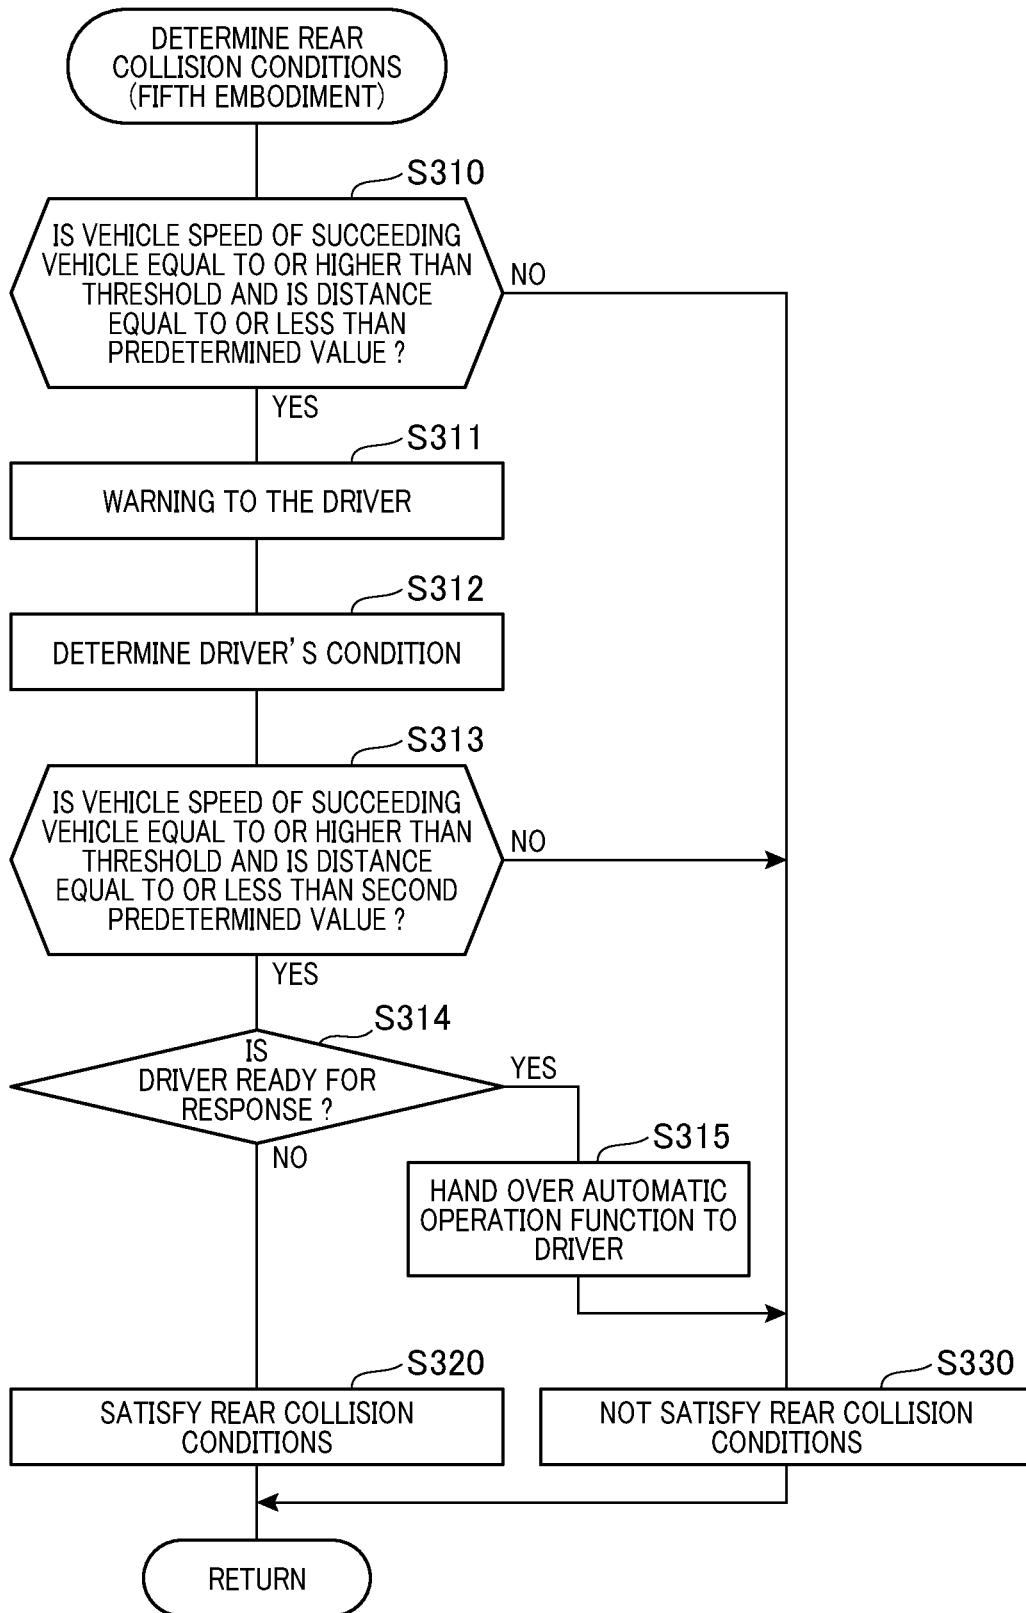 DETERMINE REAR
COLLISION CONDITIONS
(FIFTH EMBODIMENT)
S310
IS VEHICLE SPEED OF SUCCEEDING
VEHICLE EQUAL TO OR HIGHER THAN
THRESHOLD AND IS DISTANCE
EQUAL TO OR LESS THAN
PREDETERMINED VALUE ?
NO
YES
S311
WARNING TO THE DRIVER
S312
DETERMINE DRIVER'S CONDITION
S313
IS VEHICLE SPEED OF SUCCEEDING
VEHICLE EQUAL TO OR HIGHER THAN
THRESHOLD AND IS DISTANCE
EQUAL TO OR LESS THAN SECOND
PREDETERMINED VALUE ?
NO
YES
S314
IS
DRIVER READY FOR
RESPONSE ?
YES
NO
S315
HAND OVER AUTOMATIC
OPERATION FUNCTION TO
DRIVER
S320
SATISFY REAR COLLISION
CONDITIONS
S330
NOT SATISFY REAR COLLISION
CONDITIONS
RETURN